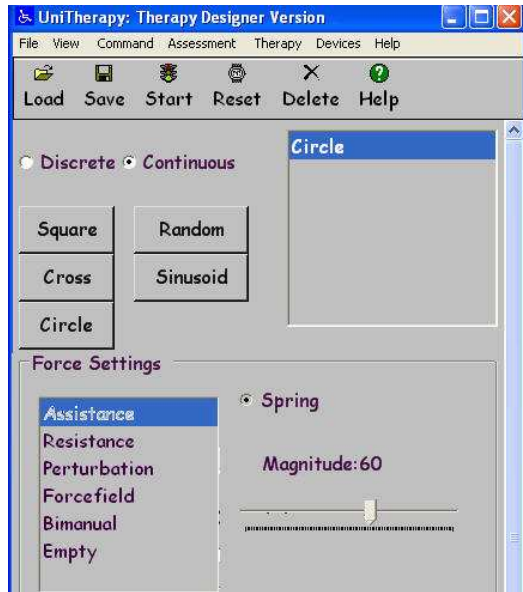 UniTherapy: Therapy Designer Version
File View Command Assessment Therapy Devices Help
Load Save Start Reset Delete Help
Discrete Continuous
Circle
Square Random
Cross Sinusoid
Circle
Force Settings
Assistance
Resistance
Perturbation
Forcefield
Bimanual
Empty
Spring
Magnitude:60